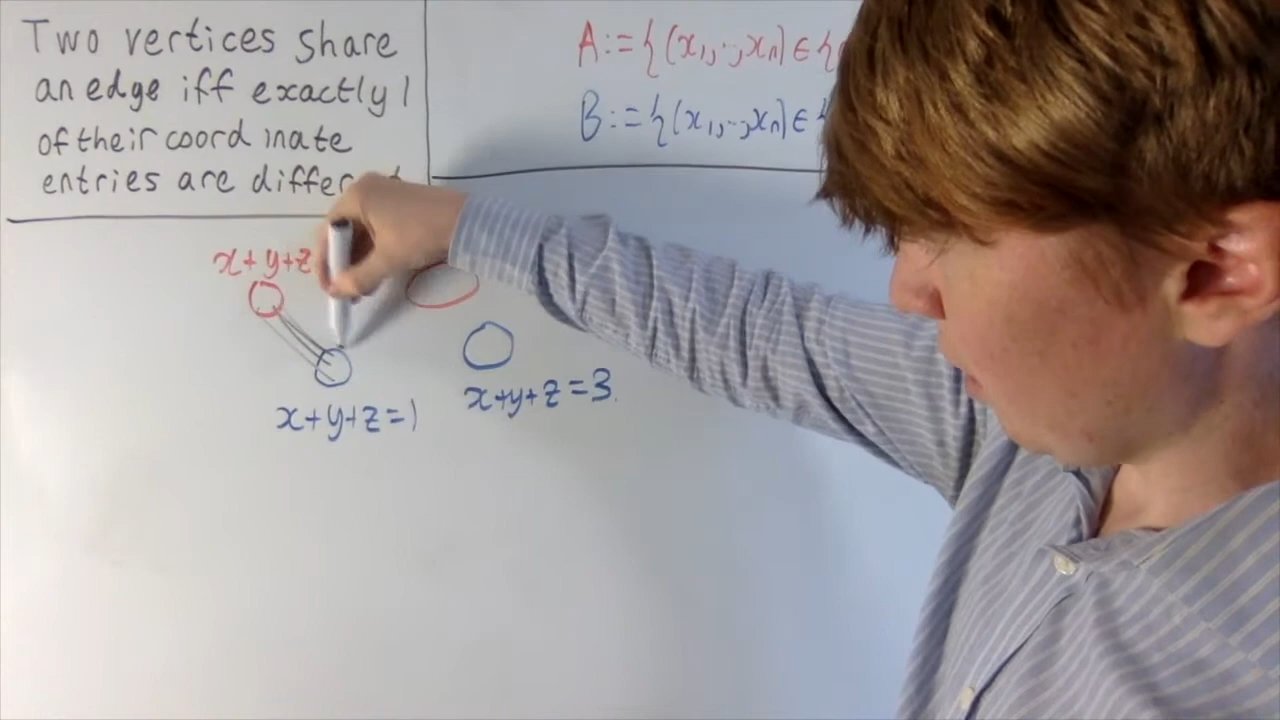 Two vertices share
an edge iff exactly 1
of their coordinate
entries are
A:={(x₁,..,xₙ)∈{
B:={(x₁,..,xₙ)∈{
x+y+z
x+y+z=3
x+y+z=1